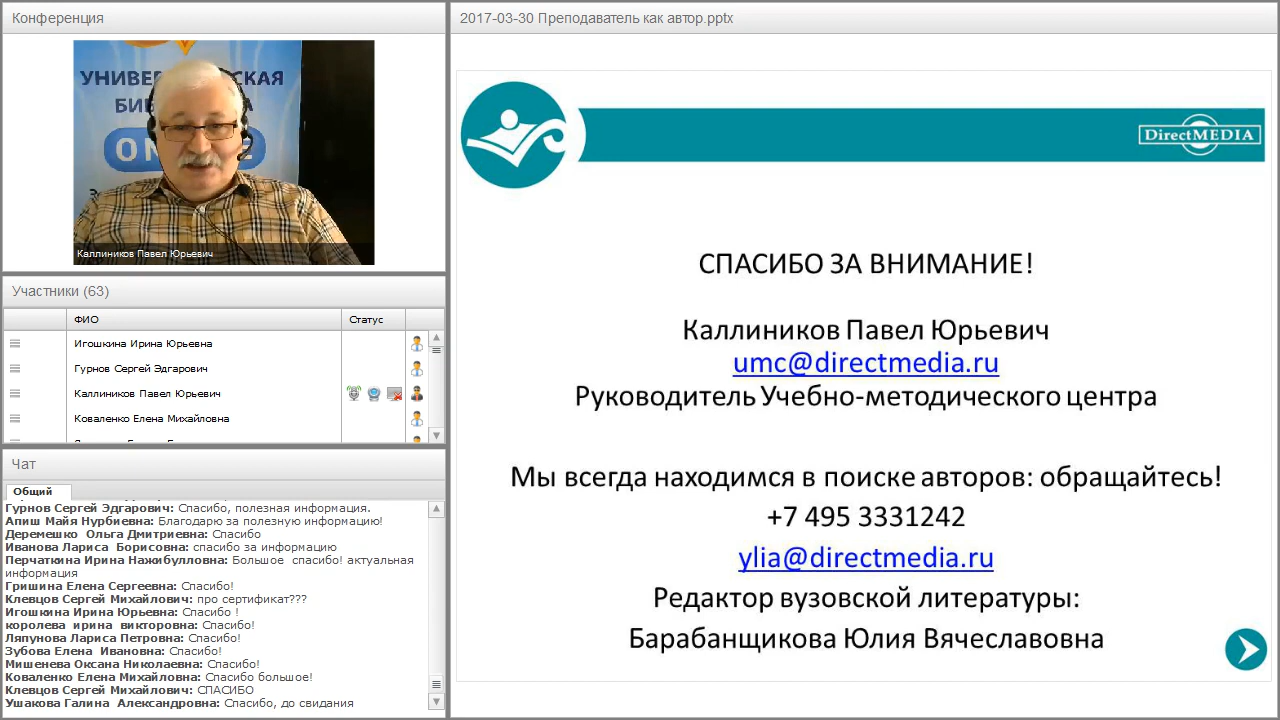 Конференция
УНИВЕР СКАЯ
БИБ А
Каллиников Павел Юрьевич
Участники (63)
ФИО
Статус
Игошкина Ирина Юрьевна
Гурнов Сергей Эдгарович
Каллиников Павел Юрьевич
Коваленко Елена Михайловна
Чат
Общий
Гурнов Сергей Эдгарович: Спасибо, полезная информация.
Апиш Майя Нурбиевна: Благодарю за полезную информацию!
Деремешко Ольга Дмитриевна: Спасибо
Иванова Лариса Борисовна: спасибо за информацию
Перчаткина Ирина Нажибулловна: Большое спасибо! актуальная
информация
Гришина Елена Сергеевна: Спасибо!
Клевцов Сергей Михайлович: про сертификат???
Игошкина Ирина Юрьевна: Спасибо !
королева ирина викторовна: Спасибо!
Ляпунова Лариса Петровна: Спасибо!
Зубова Елена Ивановна: Спасибо!
Мишенева Оксана Николаевна: Спасибо!
Коваленко Елена Михайловна: Спасибо большое!
Клевцов Сергей Михайлович: СПАСИБО
Ушакова Галина Александровна: Спасибо, до свидания
2017-03-30 Преподаватель как автор.pptx
DirectMEDIA
СПАСИБО ЗА ВНИМАНИЕ!
Каллиников Павел Юрьевич
umc@directmedia.ru
Руководитель Учебно-методического центра
Мы всегда находимся в поиске авторов: обращайтесь!
+7 495 3331242
ylia@directmedia.ru
Редактор вузовской литературы:
Барабанщикова Юлия Вячеславовна